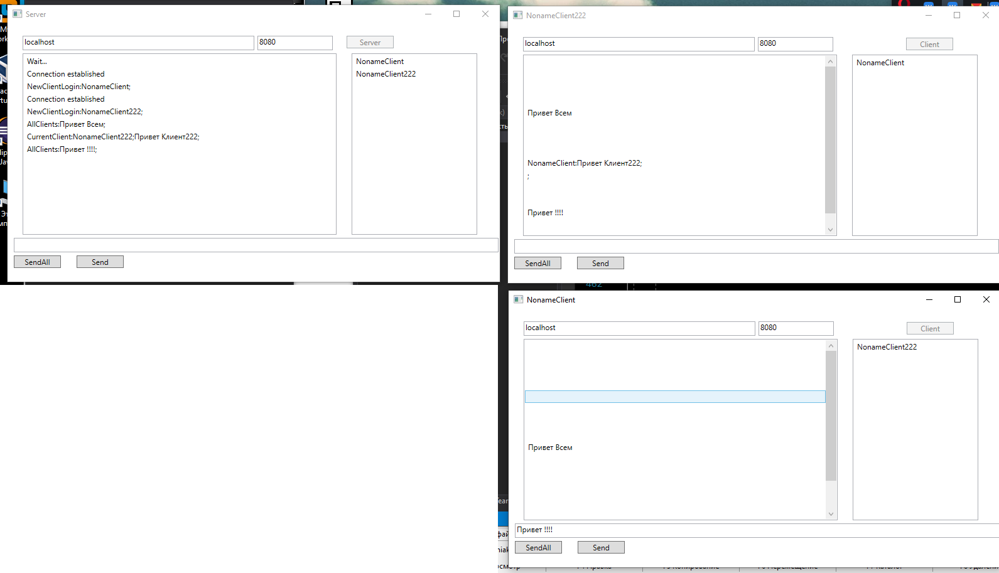 Server
localhost
8080
Server
Wait...
Connection established
NewClientLogin:NonameClient;
Connection established
NewClientLogin:NonameClient222;
AllClients:Привет Всем;
CurrentClient:NonameClient222;Привет Клиент222;
AllClients:Привет !!!!;
NonameClient
NonameClient222
SendAll
Send
NonameClient222
localhost
8080
Client
Привет Всем
NonameClient:Привет Клиент222;
;
Привет !!!!
NonameClient
SendAll
Send
462
NonameClient
localhost
8080
Client
Привет Всем
NonameClient222
Привет !!!!
SendAll
Send